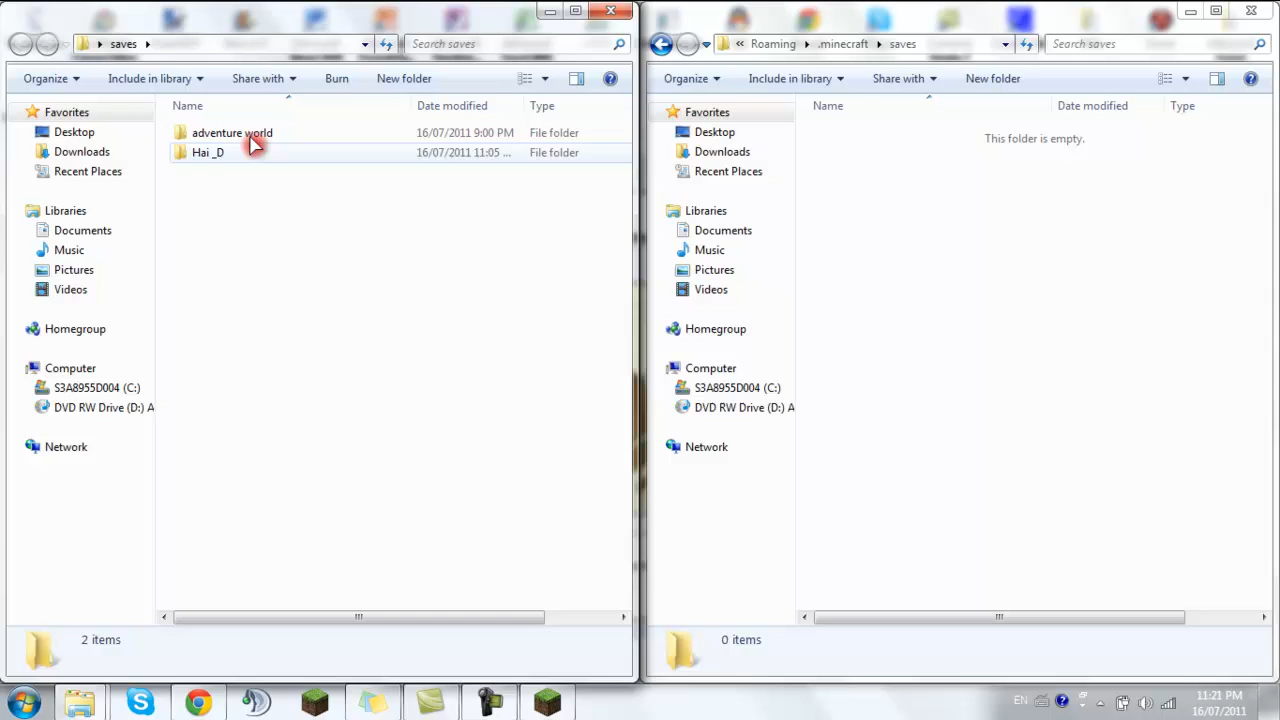 saves
Search saves
Organize
Include in library
Share with
Burn
New folder
Name
Date modified
Type
Favorites
Desktop
Downloads
Recent Places
Libraries
Documents
Music
Pictures
Videos
Homegroup
Computer
S3A8955D004 (C:)
DVD RW Drive (D:) A
Network
adventure world
16/07/2011 9:00 PM
File folder
Hai _D
16/07/2011 11:05 ...
File folder
2 items
« Roaming .minecraft saves
Search saves
Organize
Include in library
Share with
New folder
Name
Date modified
Type
This folder is empty.
Favorites
Desktop
Downloads
Recent Places
Libraries
Documents
Music
Pictures
Videos
Homegroup
Computer
S3A8955D004 (C:)
DVD RW Drive (D:) A
Network
0 items
EN
11:21 PM
16/07/2011